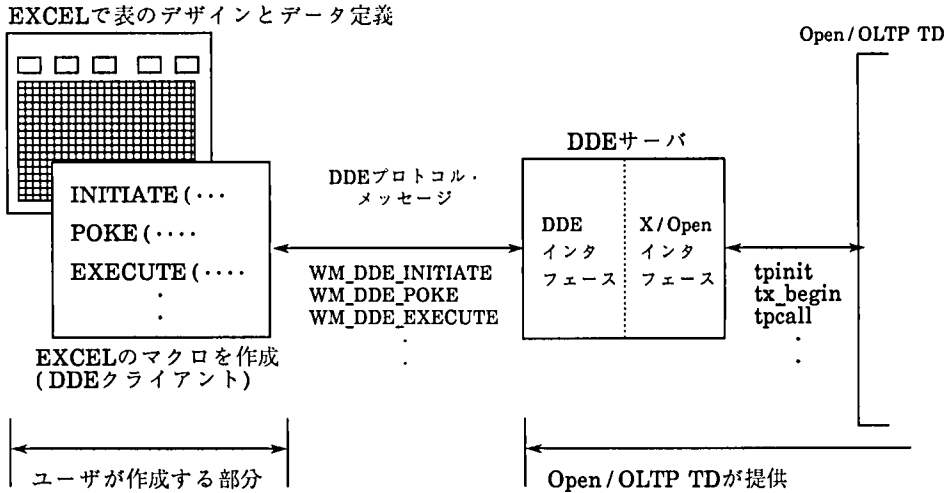 EXCELで表のデザインとデータ定義
Open/OLTP TD
DDEサーバ
INITIATE(···
POKE(····
EXECUTE(····
·
·
DDEプロトコル・
メッセージ
WM_DDE_INITIATE
WM_DDE_POKE
WM_DDE_EXECUTE
·
·
DDE
インタ
フェース
X/Open
インタ
フェース
tpinit
tx_begin
tpcall
·
·
EXCELのマクロを作成
(DDEクライアント)
ユーザが作成する部分
Open/OLTP TDが提供